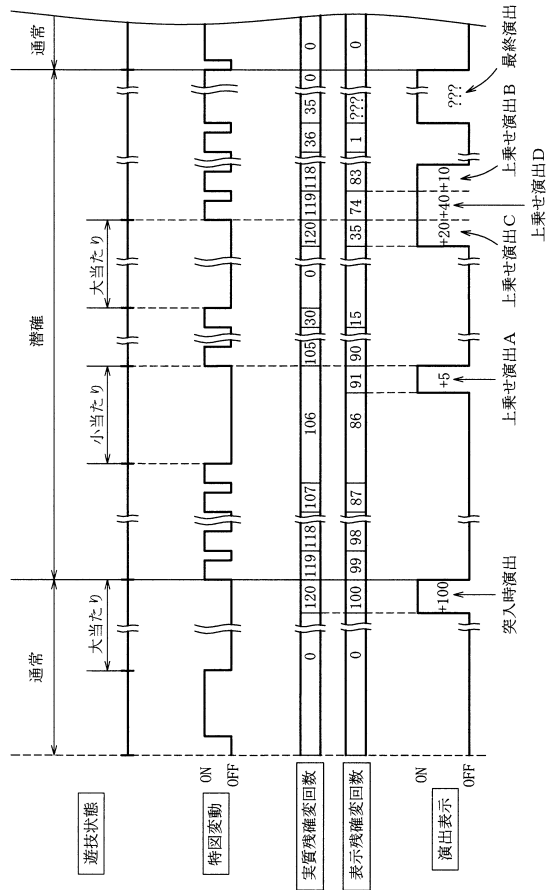 通常
潜確
通常
大当たり
小当たり
大当たり
遊技状態
特図変動
ON
OFF
実質残確変回数
0
120
119
118
107
106
105
30
0
120
119
118
36
35
0
0
表示残確変回数
0
100
99
98
87
86
91
90
15
0
35
74
83
1
???
0
0
演出表示
ON
OFF
+100
+5
+20
+40
+10
???
突入時演出
上乗せ演出A
上乗せ演出C
上乗せ演出D
上乗せ演出B
最終演出